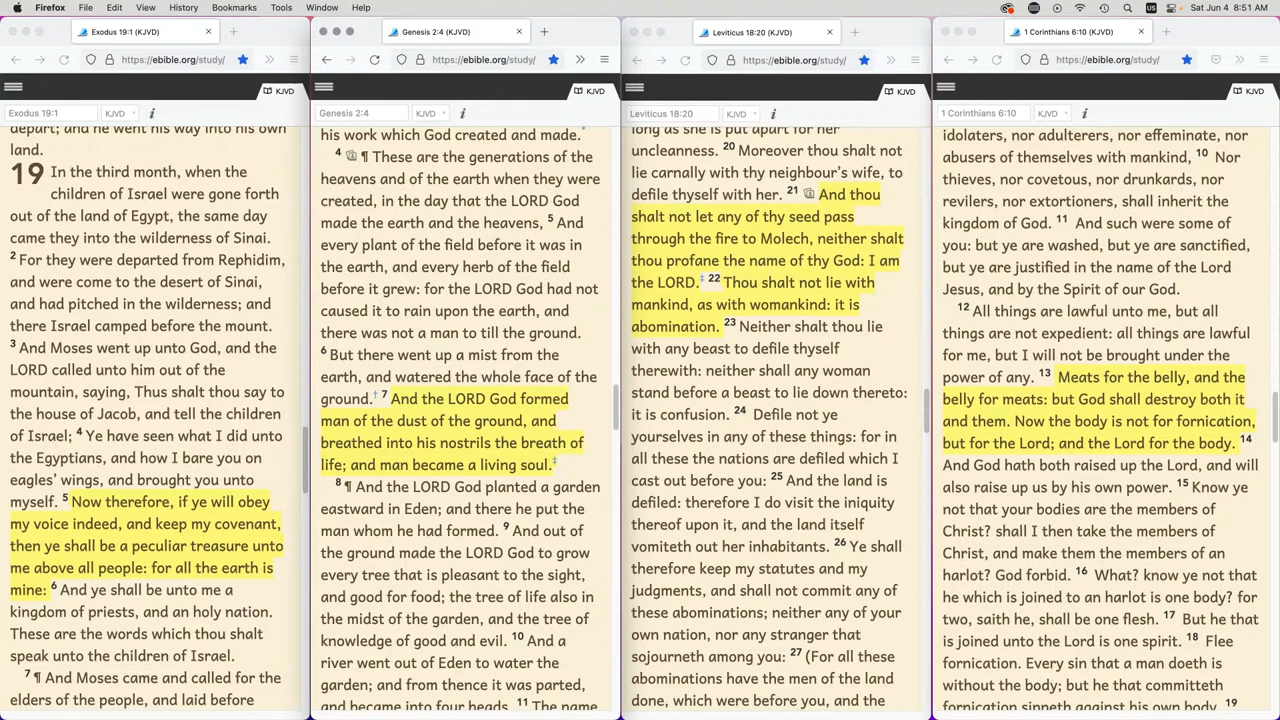 Firefox File Edit View History Bookmarks Tools Window Help Sat Jun 4 8:51 AM
Exodus 19:1 (KJVD)
https://ebible.org/study/
KJVD
Exodus 19:1 KJVD i
depart; and he went his way into his own
land.
19 In the third month, when the
children of Israel were gone forth
out of the land of Egypt, the same day
came they into the wilderness of Sinai.
2 For they were departed from Rephidim,
and were come to the desert of Sinai,
and had pitched in the wilderness; and
there Israel camped before the mount.
3 And Moses went up unto God, and the
LORD called unto him out of the
mountain, saying, Thus shalt thou say to
the house of Jacob, and tell the children
of Israel; 4 Ye have seen what I did unto
the Egyptians, and how I bare you on
eagles’ wings, and brought you unto
myself. 5 Now therefore, if ye will obey
my voice indeed, and keep my covenant,
then ye shall be a peculiar treasure unto
me above all people: for all the earth is
mine: 6 And ye shall be unto me a
kingdom of priests, and an holy nation.
These are the words which thou shalt
speak unto the children of Israel.
7 ¶ And Moses came and called for the
elders of the people, and laid before
Genesis 2:4 (KJVD)
https://ebible.org/study/
KJVD
Genesis 2:4 KJVD i
his work which God created and made.*
4 ¶ These are the generations of the
heavens and of the earth when they were
created, in the day that the LORD God
made the earth and the heavens, 5 And
every plant of the field before it was in
the earth, and every herb of the field
before it grew: for the LORD God had not
caused it to rain upon the earth, and
there was not a man to till the ground.
6 But there went up a mist from the
earth, and watered the whole face of the
ground.† 7 And the LORD God formed
man of the dust of the ground, and
breathed into his nostrils the breath of
life; and man became a living soul.‡
8 ¶ And the LORD God planted a garden
eastward in Eden; and there he put the
man whom he had formed. 9 And out of
the ground made the LORD God to grow
every tree that is pleasant to the sight,
and good for food; the tree of life also in
the midst of the garden, and the tree of
knowledge of good and evil. 10 And a
river went out of Eden to water the
garden; and from thence it was parted,
and became into four heads. 11 The name
Leviticus 18:20 (KJVD)
https://ebible.org/study/
KJVD
Leviticus 18:20 KJVD i
long as she is put apart for her
uncleanness. 20 Moreover thou shalt not
lie carnally with thy neighbour’s wife, to
defile thyself with her. 21 And thou
shalt not let any of thy seed pass
through the fire to Molech, neither shalt
thou profane the name of thy God: I am
the LORD.‡ 22 Thou shalt not lie with
mankind, as with womankind: it is
abomination. 23 Neither shalt thou lie
with any beast to defile thyself
therewith: neither shall any woman
stand before a beast to lie down thereto:
it is confusion. 24 Defile not ye
yourselves in any of these things: for in
all these the nations are defiled which I
cast out before you: 25 And the land is
defiled: therefore I do visit the iniquity
thereof upon it, and the land itself
vomiteth out her inhabitants. 26 Ye shall
therefore keep my statutes and my
judgments, and shall not commit any of
these abominations; neither any of your
own nation, nor any stranger that
sojourneth among you: 27 (For all these
abominations have the men of the land
done, which were before you, and the
1 Corinthians 6:10 (KJVD)
https://ebible.org/study/
KJVD
1 Corinthians 6:10 KJVD i
idolaters, nor adulterers, nor effeminate, nor
abusers of themselves with mankind, 10 Nor
thieves, nor covetous, nor drunkards, nor
revilers, nor extortioners, shall inherit the
kingdom of God. 11 And such were some of
you: but ye are washed, but ye are sanctified,
but ye are justified in the name of the Lord
Jesus, and by the Spirit of our God.
12 All things are lawful unto me, but all
things are not expedient: all things are lawful
for me, but I will not be brought under the
power of any. 13 Meats for the belly, and the
belly for meats: but God shall destroy both it
and them. Now the body is not for fornication,
but for the Lord; and the Lord for the body. 14
And God hath both raised up the Lord, and will
also raise up us by his own power. 15 Know ye
not that your bodies are the members of
Christ? shall I then take the members of
Christ, and make them the members of an
harlot? God forbid. 16 What? know ye not that
he which is joined to an harlot is one body? for
two, saith he, shall be one flesh. 17 But he that
is joined unto the Lord is one spirit. 18 Flee
fornication. Every sin that a man doeth is
without the body; but he that committeth
fornication sinneth against his own body. 19